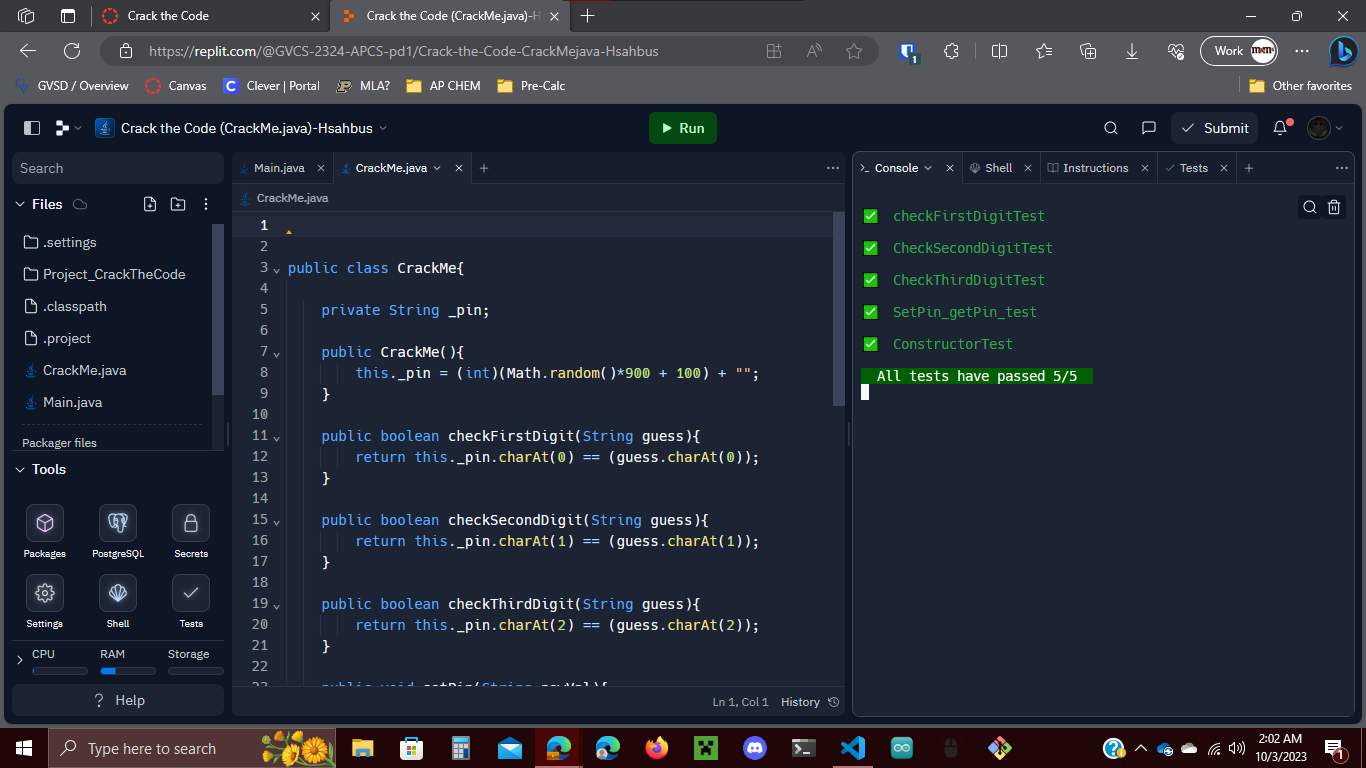 Crack the Code
Crack the Code (CrackMe.java)-H
https://replit.com/@GVCS-2324-APCS-pd1/Crack-the-Code-CrackMejava-Hsahbus
1
Work
GVSD / Overview
Canvas
Clever | Portal
MLA?
AP CHEM
Pre-Calc
Other favorites
Crack the Code (CrackMe.java)-Hsahbus
Run
Submit
Search
Files
.settings
Project_CrackTheCode
.classpath
.project
CrackMe.java
Main.java
Packager files
Tools
Packages
PostgreSQL
Secrets
Settings
Shell
Tests
CPU
RAM
Storage
? Help
Main.java
CrackMe.java
CrackMe.java
1
2
3 public class CrackMe{
4
5 private String _pin;
6
7 public CrackMe(){
8 this._pin = (int)(Math.random()*900 + 100) + "";
9 }
10
11 public boolean checkFirstDigit(String guess){
12 return this._pin.charAt(0) == (guess.charAt(0));
13 }
14
15 public boolean checkSecondDigit(String guess){
16 return this._pin.charAt(1) == (guess.charAt(1));
17 }
18
19 public boolean checkThirdDigit(String guess){
20 return this._pin.charAt(2) == (guess.charAt(2));
21 }
22
23 public void setPin(String newVal){
Ln 1, Col 1
History
Console
Shell
Instructions
Tests
checkFirstDigitTest
CheckSecondDigitTest
CheckThirdDigitTest
SetPin_getPin_test
ConstructorTest
All tests have passed 5/5
Type here to search
2:02 AM
10/3/2023
1